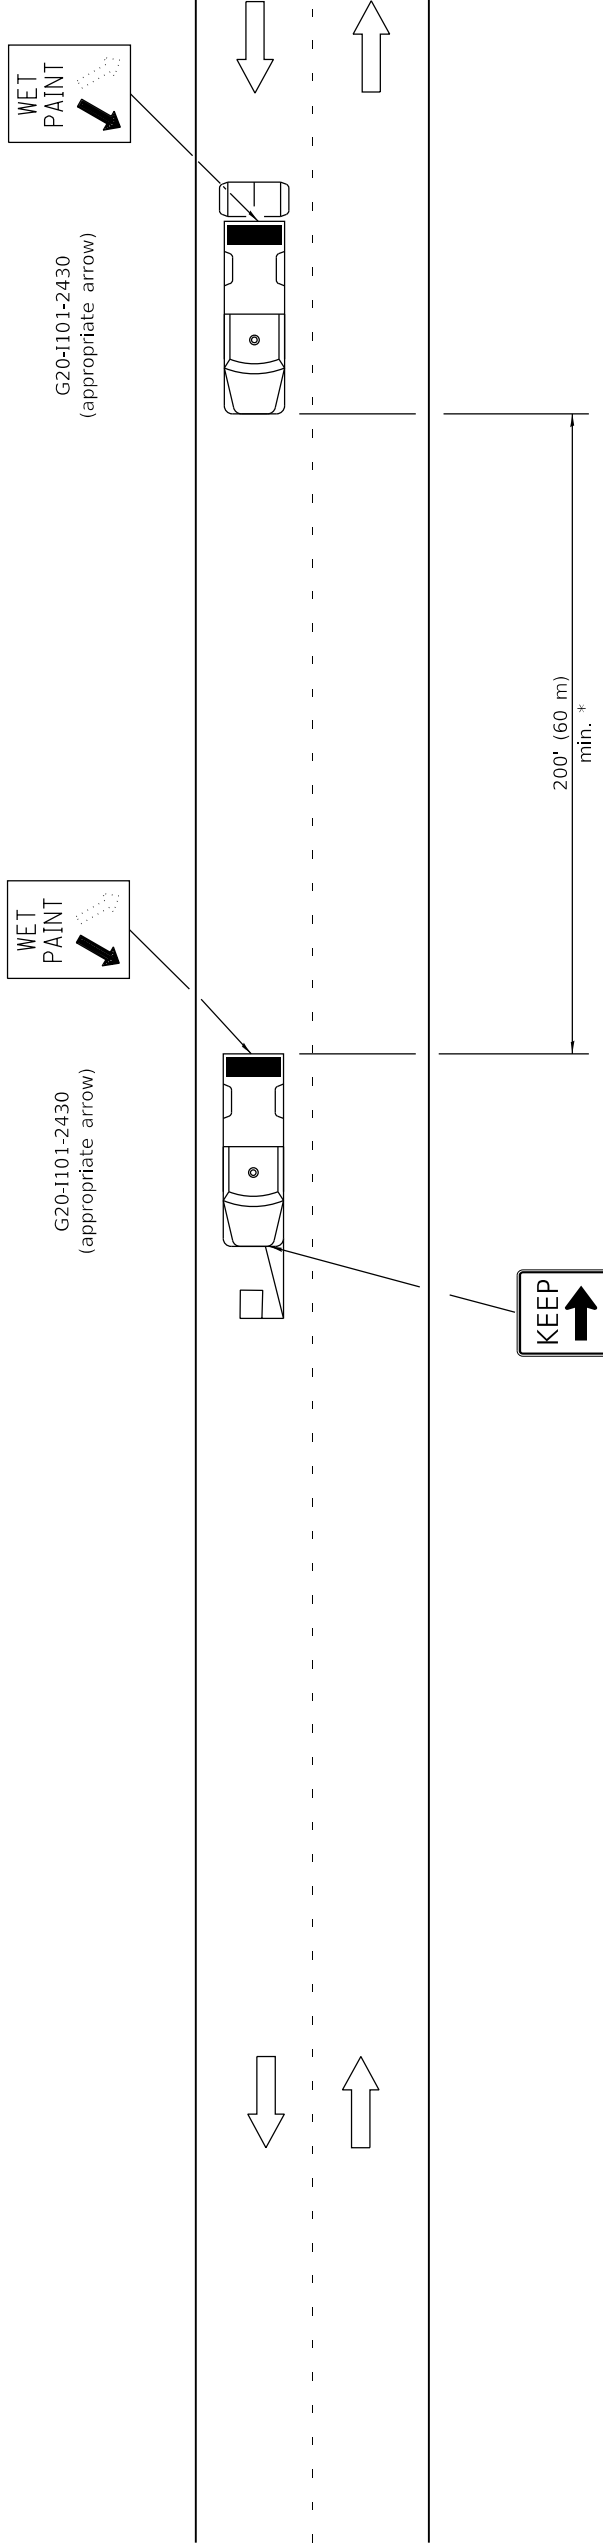 WET
PAINT
G20-I101-2430
(appropriate arrow)
200' (60 m)
min. *
WET
PAINT
G20-I101-2430
(appropriate arrow)
KEEP